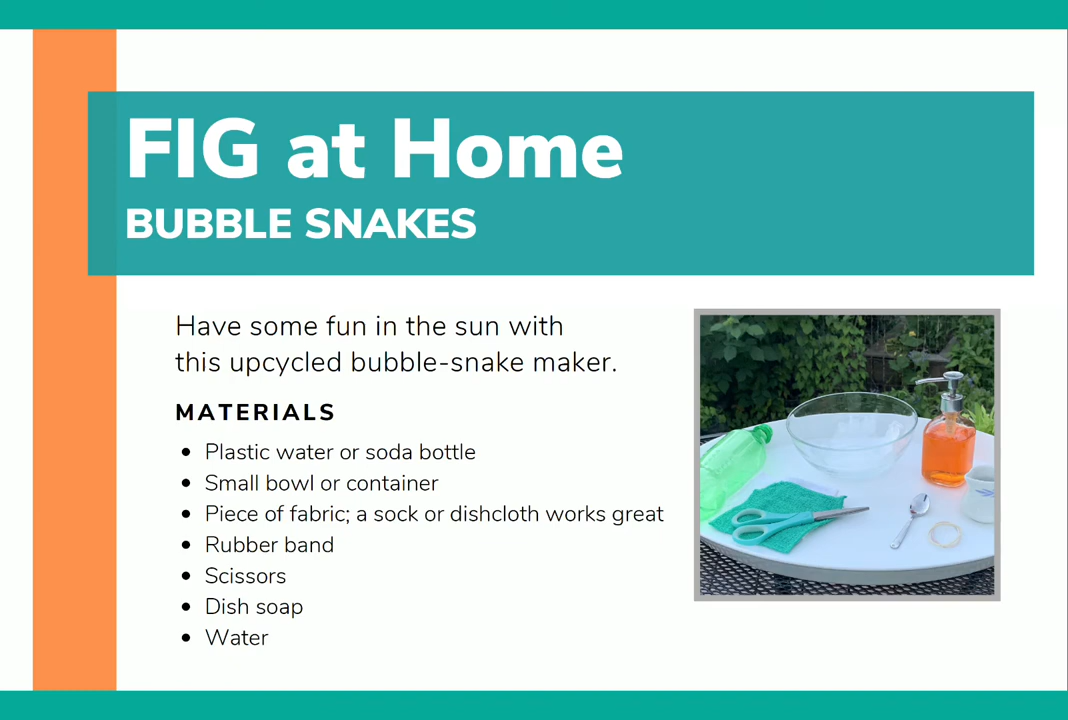 FIG at Home
BUBBLE SNAKES
Have some fun in the sun with
this upcycled bubble-snake maker.
MATERIALS
• Plastic water or soda bottle
• Small bowl or container
• Piece of fabric; a sock or dishcloth works great
• Rubber band
• Scissors
• Dish soap
• Water